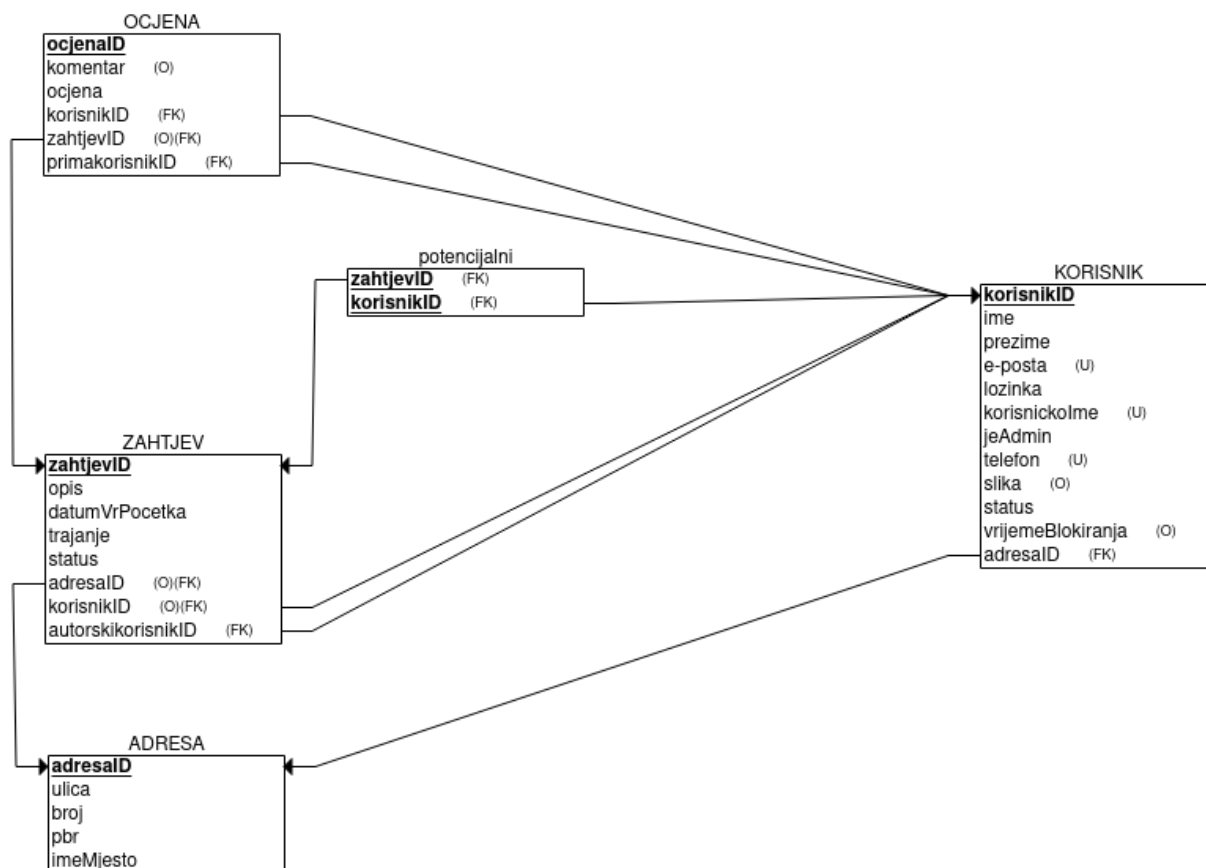 OCJENA
ocjenaID
komentar (O)
ocjena
korisnikID (FK)
zahtjevID (O)(FK)
primakorisnikID (FK)
potencijalni
zahtjevID (FK)
korisnikID (FK)
KORISNIK
korisnikID
ime
prezime
e-posta (U)
lozinka
korisnickoIme (U)
jeAdmin
telefon (U)
slika (O)
status
vrijemeBlokiranja (O)
adresaID (FK)
ZAHTJEV
zahtjevID
opis
datumVrPocetka
trajanje
status
adresaID (O)(FK)
korisnikID (O)(FK)
autorskikorisnikID (FK)
ADRESA
adresaID
ulica
broj
pbr
imeMjesto